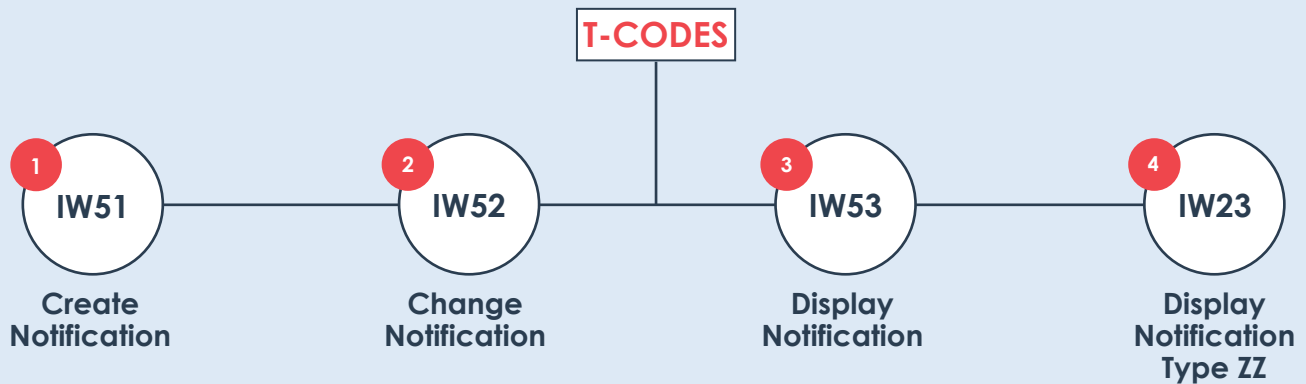 T-CODES
1
IW51
Create
Notification
2
IW52
Change
Notification
3
IW53
Display
Notification
4
IW23
Display
Notification
Type ZZ